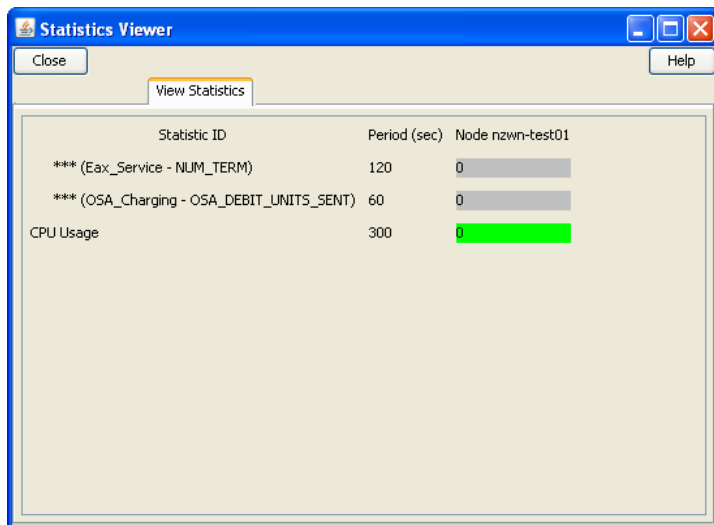 Statistics Viewer
Close Help
View Statistics
Statistic ID Period (sec) Node nzwn-test01
*** (Eax_Service - NUM_TERM) 120 0
*** (OSA_Charging - OSA_DEBIT_UNITS_SENT) 60 0
CPU Usage 300 0